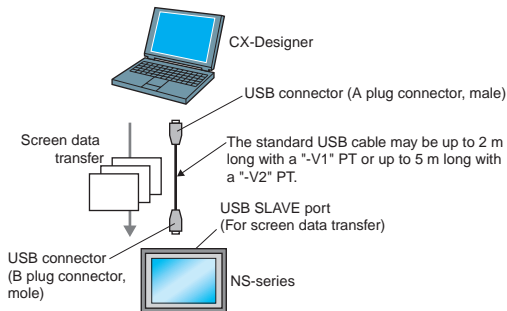 CX-Designer
USB connector (A plug connector, male)
Screen data
transfer
The standard USB cable may be up to 2 m
long with a "-V1" PT or up to 5 m long with
a "-V2" PT.
USB SLAVE port
(For screen data transfer)
USB connector
(B plug connector,
mole)
NS-series